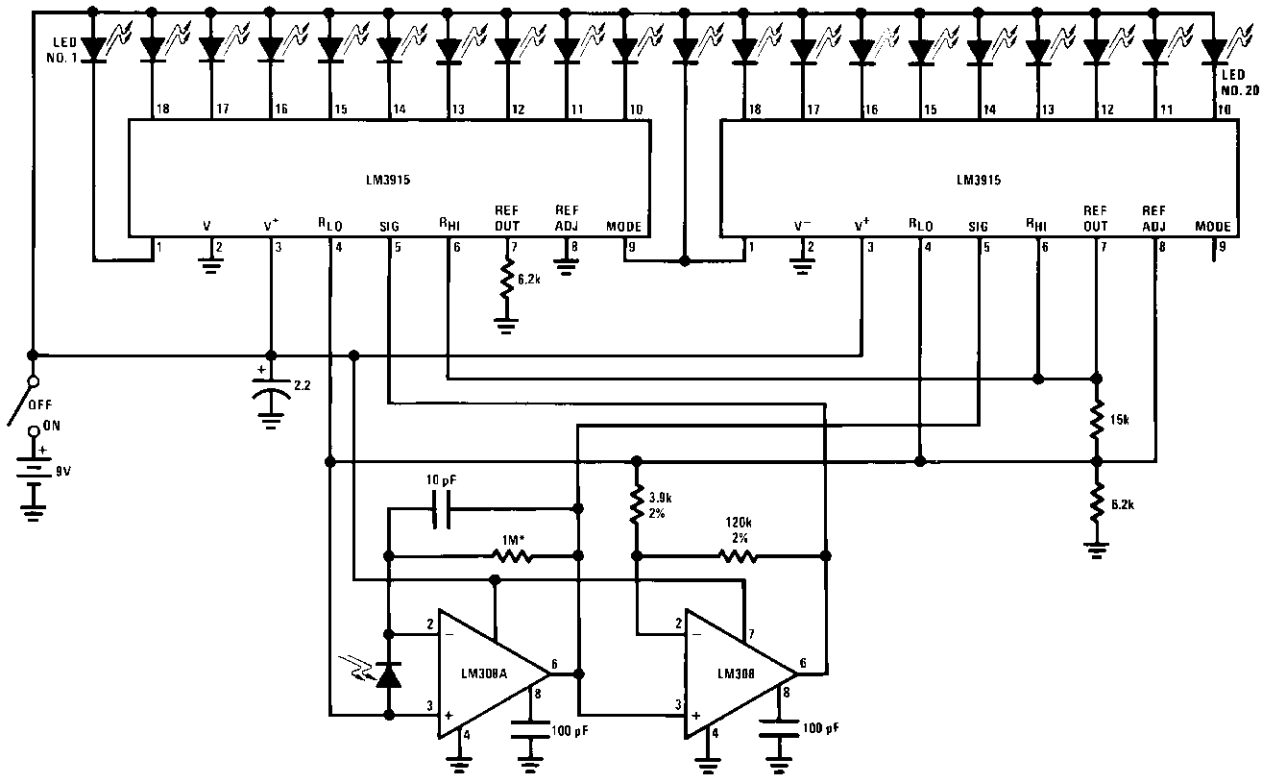 LED
NO. 1
LED
NO. 20
18 17 16 15 14 13 12 11 10
18 17 16 15 14 13 12 11 10
LM3915
LM3915
V V+ RLO SIG RHI REF OUT REF ADJ MODE
1 2 3 4 5 6 7 8 9
V− V+ RLO SIG RHI REF OUT REF ADJ MODE
1 2 3 4 5 6 7 8 9
6.2k
+
2.2
OFF
ON
+
9V
15k
10 pF
3.9k
2%
120k
2%
6.2k
1M*
2 −
LM308A
6
3 +
8
4
100 pF
2 −
7
LM308
6
3 +
8
4
100 pF